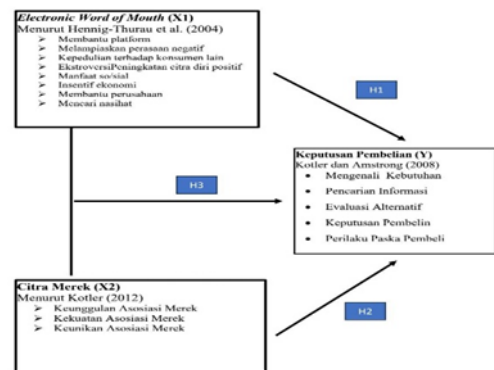 Electronic Word of Mouth (X1)
Menurut Hennig-Thurau et al. (2004)
Membantu platform
Melampiaskan perasaan negatif
Kepedulian terhadap konsumen lain
EkstroversiPeningkatan citra diri positif
Manfaat so/sial
Insentif ekonomi
Membantu perusahaan
Mencari nasihat
H1
Keputusan Pembelian (Y)
Kotler dan Amstrong (2008)
Mengenali Kebutuhan
Pencarian Informasi
Evaluasi Alternatif
Keputusan Pembelin
Perilaku Paska Pembeli
H3
Citra Merek (X2)
Menurut Kotler (2012)
Keunggulan Asosiasi Merek
Kekuatan Asosiasi Merek
Keunikan Asosiasi Merek
H2